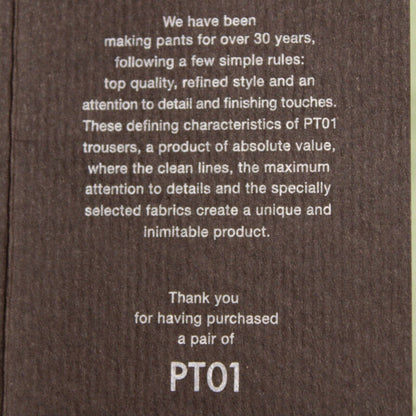 We have been
making pants for over 30 years,
following a few simple rules:
top quality, refined style and an
attention to detail and finishing touches.
These defining characteristics of PT01
trousers, a product of absolute value,
where the clean lines, the maximum
attention to details and the specially
selected fabrics create a unique and
inimitable product.
Thank you
for having purchased
a pair of
PT01